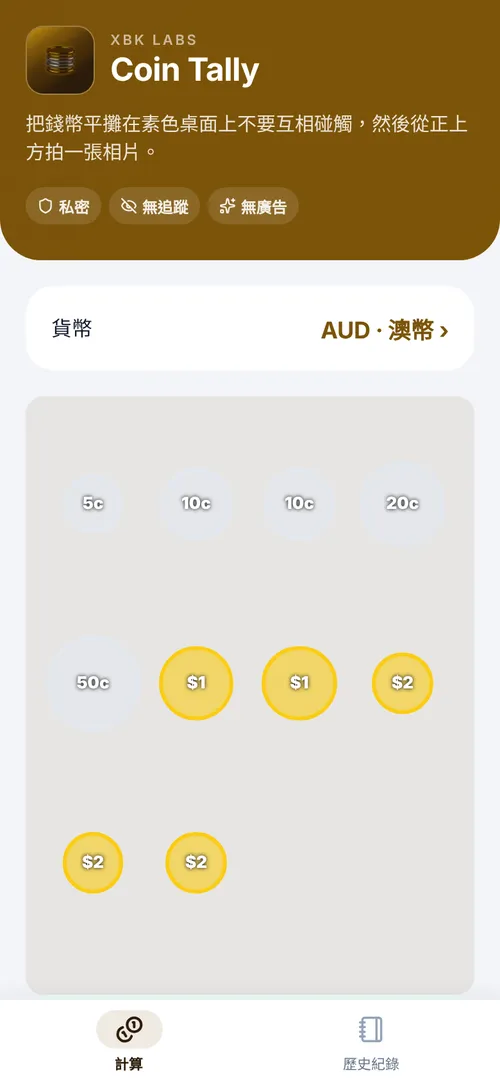 XBK LABS
Coin Tally
把錢幣平攤在素色桌面上不要互相碰觸，然後從正上
方拍一張相片。
私密
無追蹤
無廣告
貨幣
AUD · 澳幣 ›
5c
10c
10c
20c
50c
$1
$1
$2
$2
$2
計算
歷史紀錄